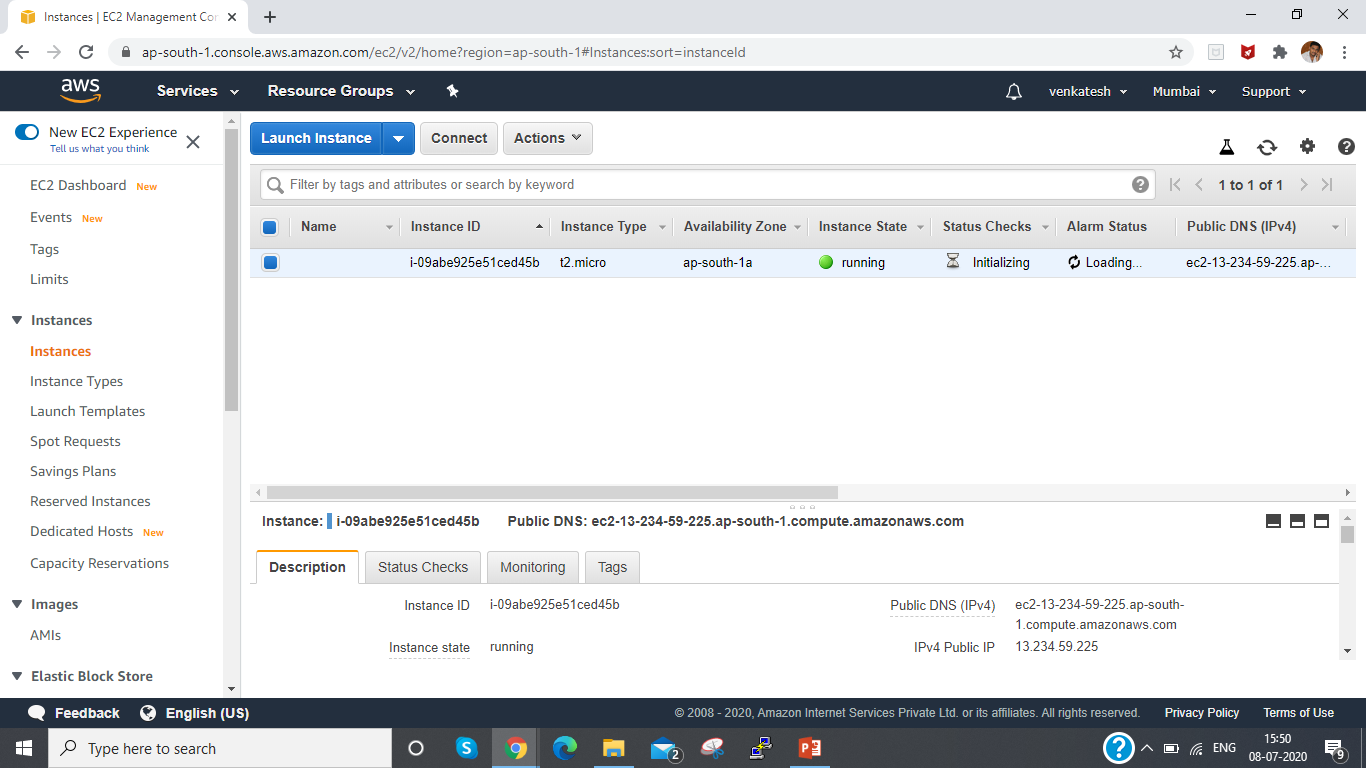 Instances | EC2 Management Con
ap-south-1.console.aws.amazon.com/ec2/v2/home?region=ap-south-1#Instances:sort=instanceId
aws Services Resource Groups venkatesh Mumbai Support
New EC2 Experience
Tell us what you think
EC2 Dashboard New
Events New
Tags
Limits
Instances
Instances
Instance Types
Launch Templates
Spot Requests
Savings Plans
Reserved Instances
Dedicated Hosts New
Capacity Reservations
Images
AMIs
Elastic Block Store
Launch Instance Connect Actions
Filter by tags and attributes or search by keyword 1 to 1 of 1
Name Instance ID Instance Type Availability Zone Instance State Status Checks Alarm Status Public DNS (IPv4)
i-09abe925e51ced45b t2.micro ap-south-1a running Initializing Loading... ec2-13-234-59-225.ap-...
Instance: i-09abe925e51ced45b Public DNS: ec2-13-234-59-225.ap-south-1.compute.amazonaws.com
Description Status Checks Monitoring Tags
Instance ID i-09abe925e51ced45b Public DNS (IPv4) ec2-13-234-59-225.ap-south-
1.compute.amazonaws.com
Instance state running IPv4 Public IP 13.234.59.225
Feedback English (US) © 2008 - 2020, Amazon Internet Services Private Ltd. or its affiliates. All rights reserved. Privacy Policy Terms of Use
Type here to search 2 ENG 15:50
08-07-2020 9